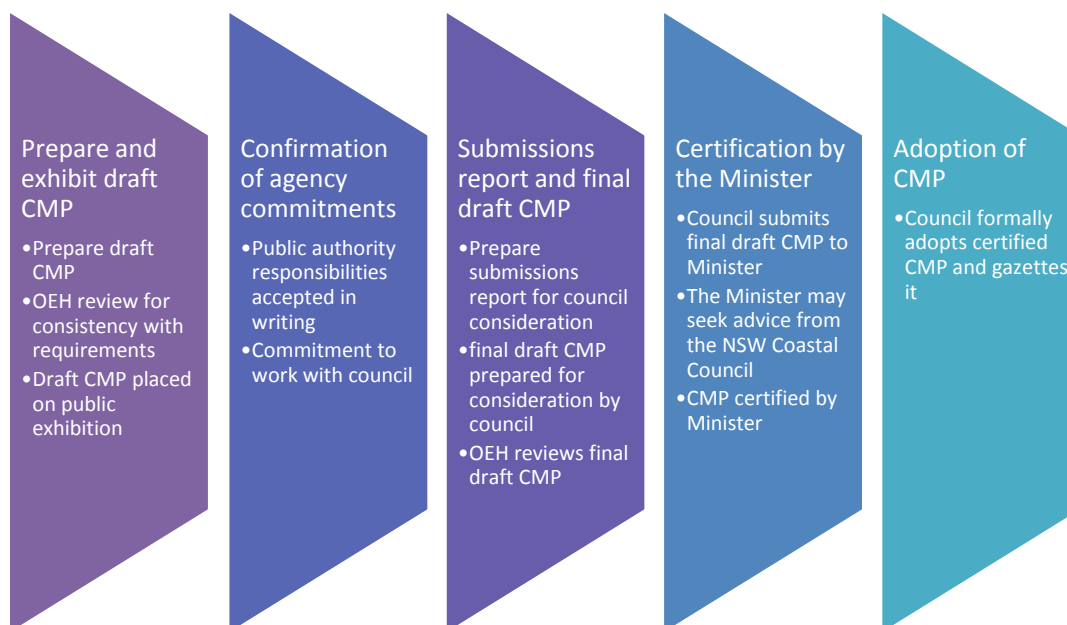 Prepare and
exhibit draft
CMP
•Prepare draft
CMP
•OEH review for
consistency with
requirements
•Draft CMP placed
on public
exhibition
Confirmation
of agency
commitments
•Public authority
responsibilities
accepted in
writing
•Commitment to
work with council
Submissions
report and final
draft CMP
•Prepare
submissions
report for council
consideration
•final draft CMP
prepared for
consideration by
council
•OEH reviews final
draft CMP
Certification by
the Minister
•Council submits
final draft CMP to
Minister
•The Minister may
seek advice from
the NSW Coastal
Council
•CMP certified by
Minister
Adoption of
CMP
•Council formally
adopts certified
CMP and gazettes
it